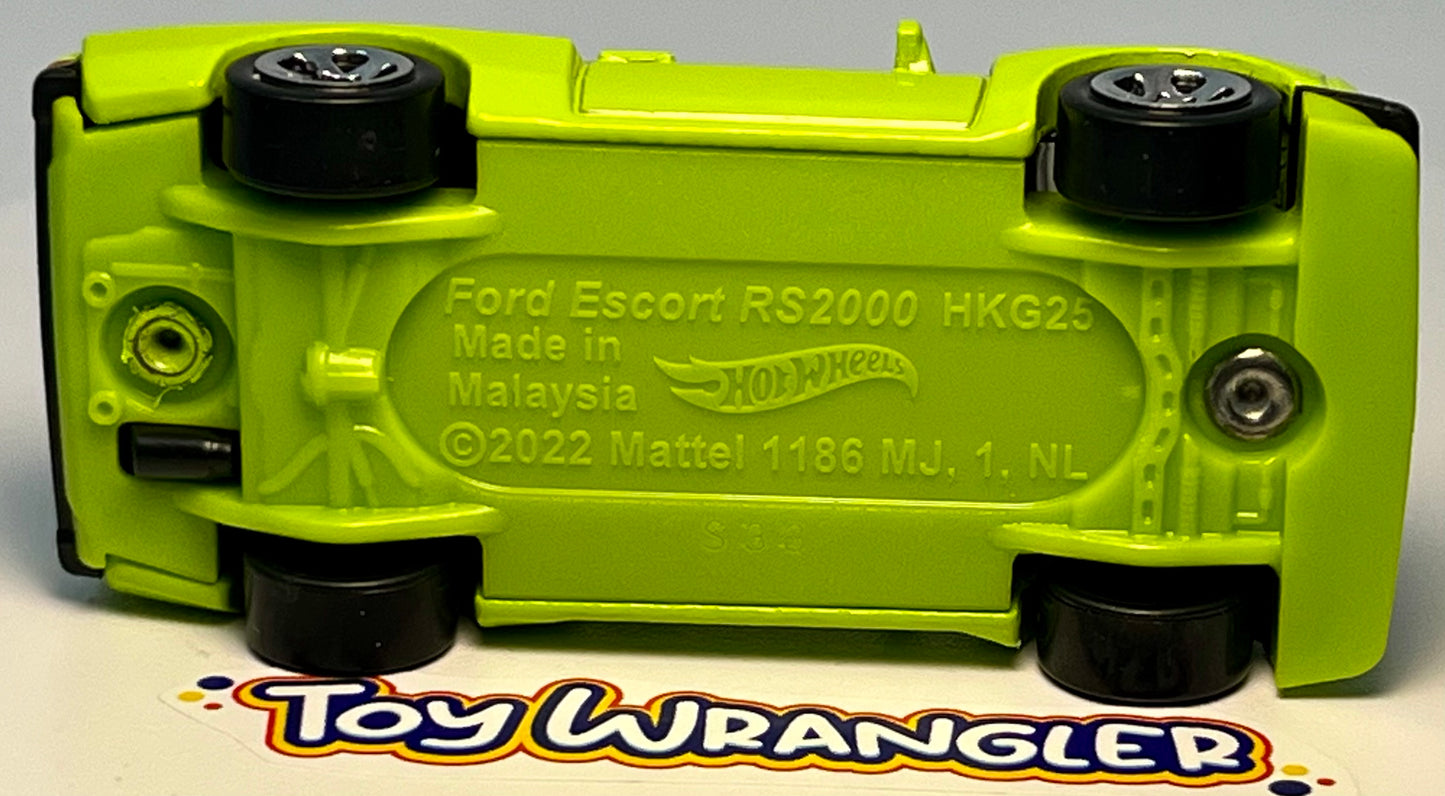 Ford Escort RS2000 HKG25
Made in
Malaysia
HOT WHEELS
©2022 Mattel 1186 MJ, 1, NL
TOY WRANGLER